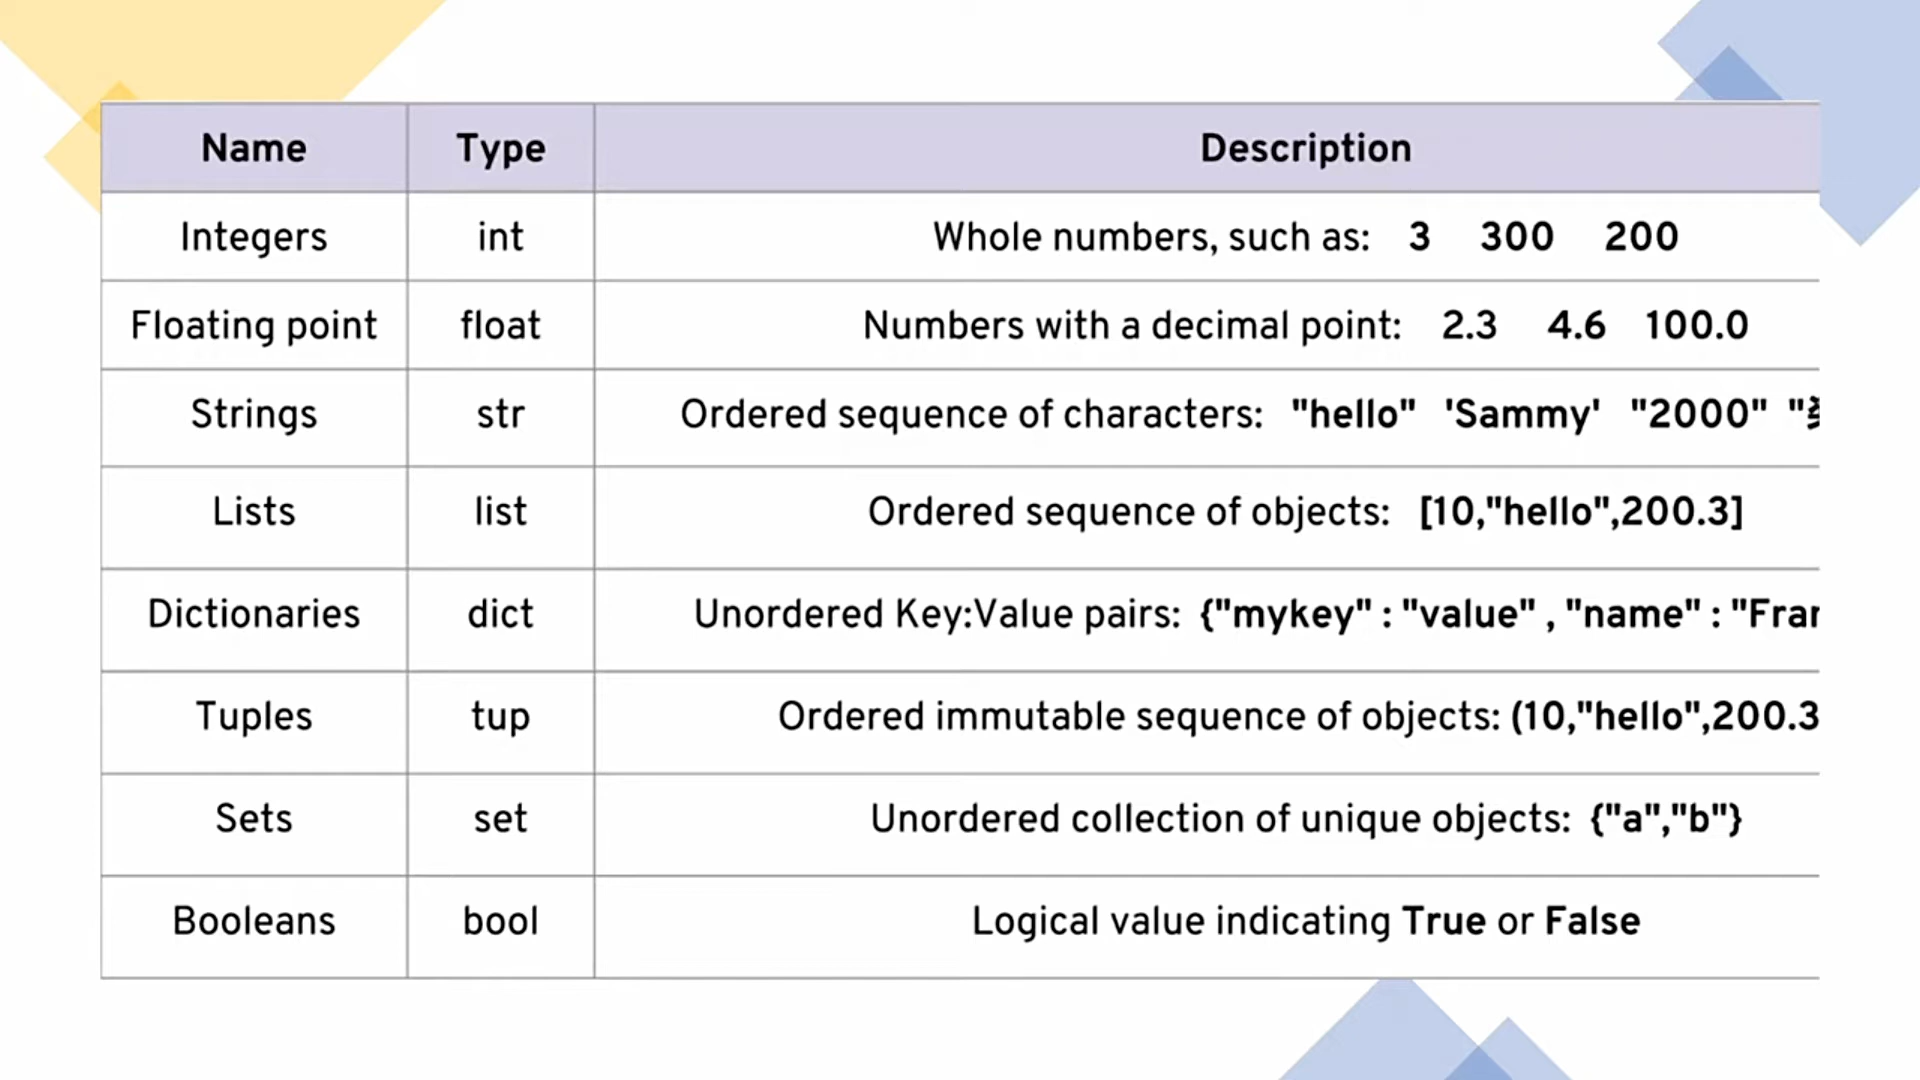 Name Type Description
Integers int Whole numbers, such as: 3 300 200
Floating point float Numbers with a decimal point: 2.3 4.6 100.0
Strings str Ordered sequence of characters: "hello" 'Sammy' "2000" "
Lists list Ordered sequence of objects: [10,"hello",200.3]
Dictionaries dict Unordered Key:Value pairs: {"mykey" : "value" , "name" :
Tuples tup Ordered immutable sequence of objects: (10,"hello",200.3
Sets set Unordered collection of unique objects: {"a","b"}
Booleans bool Logical value indicating True or False